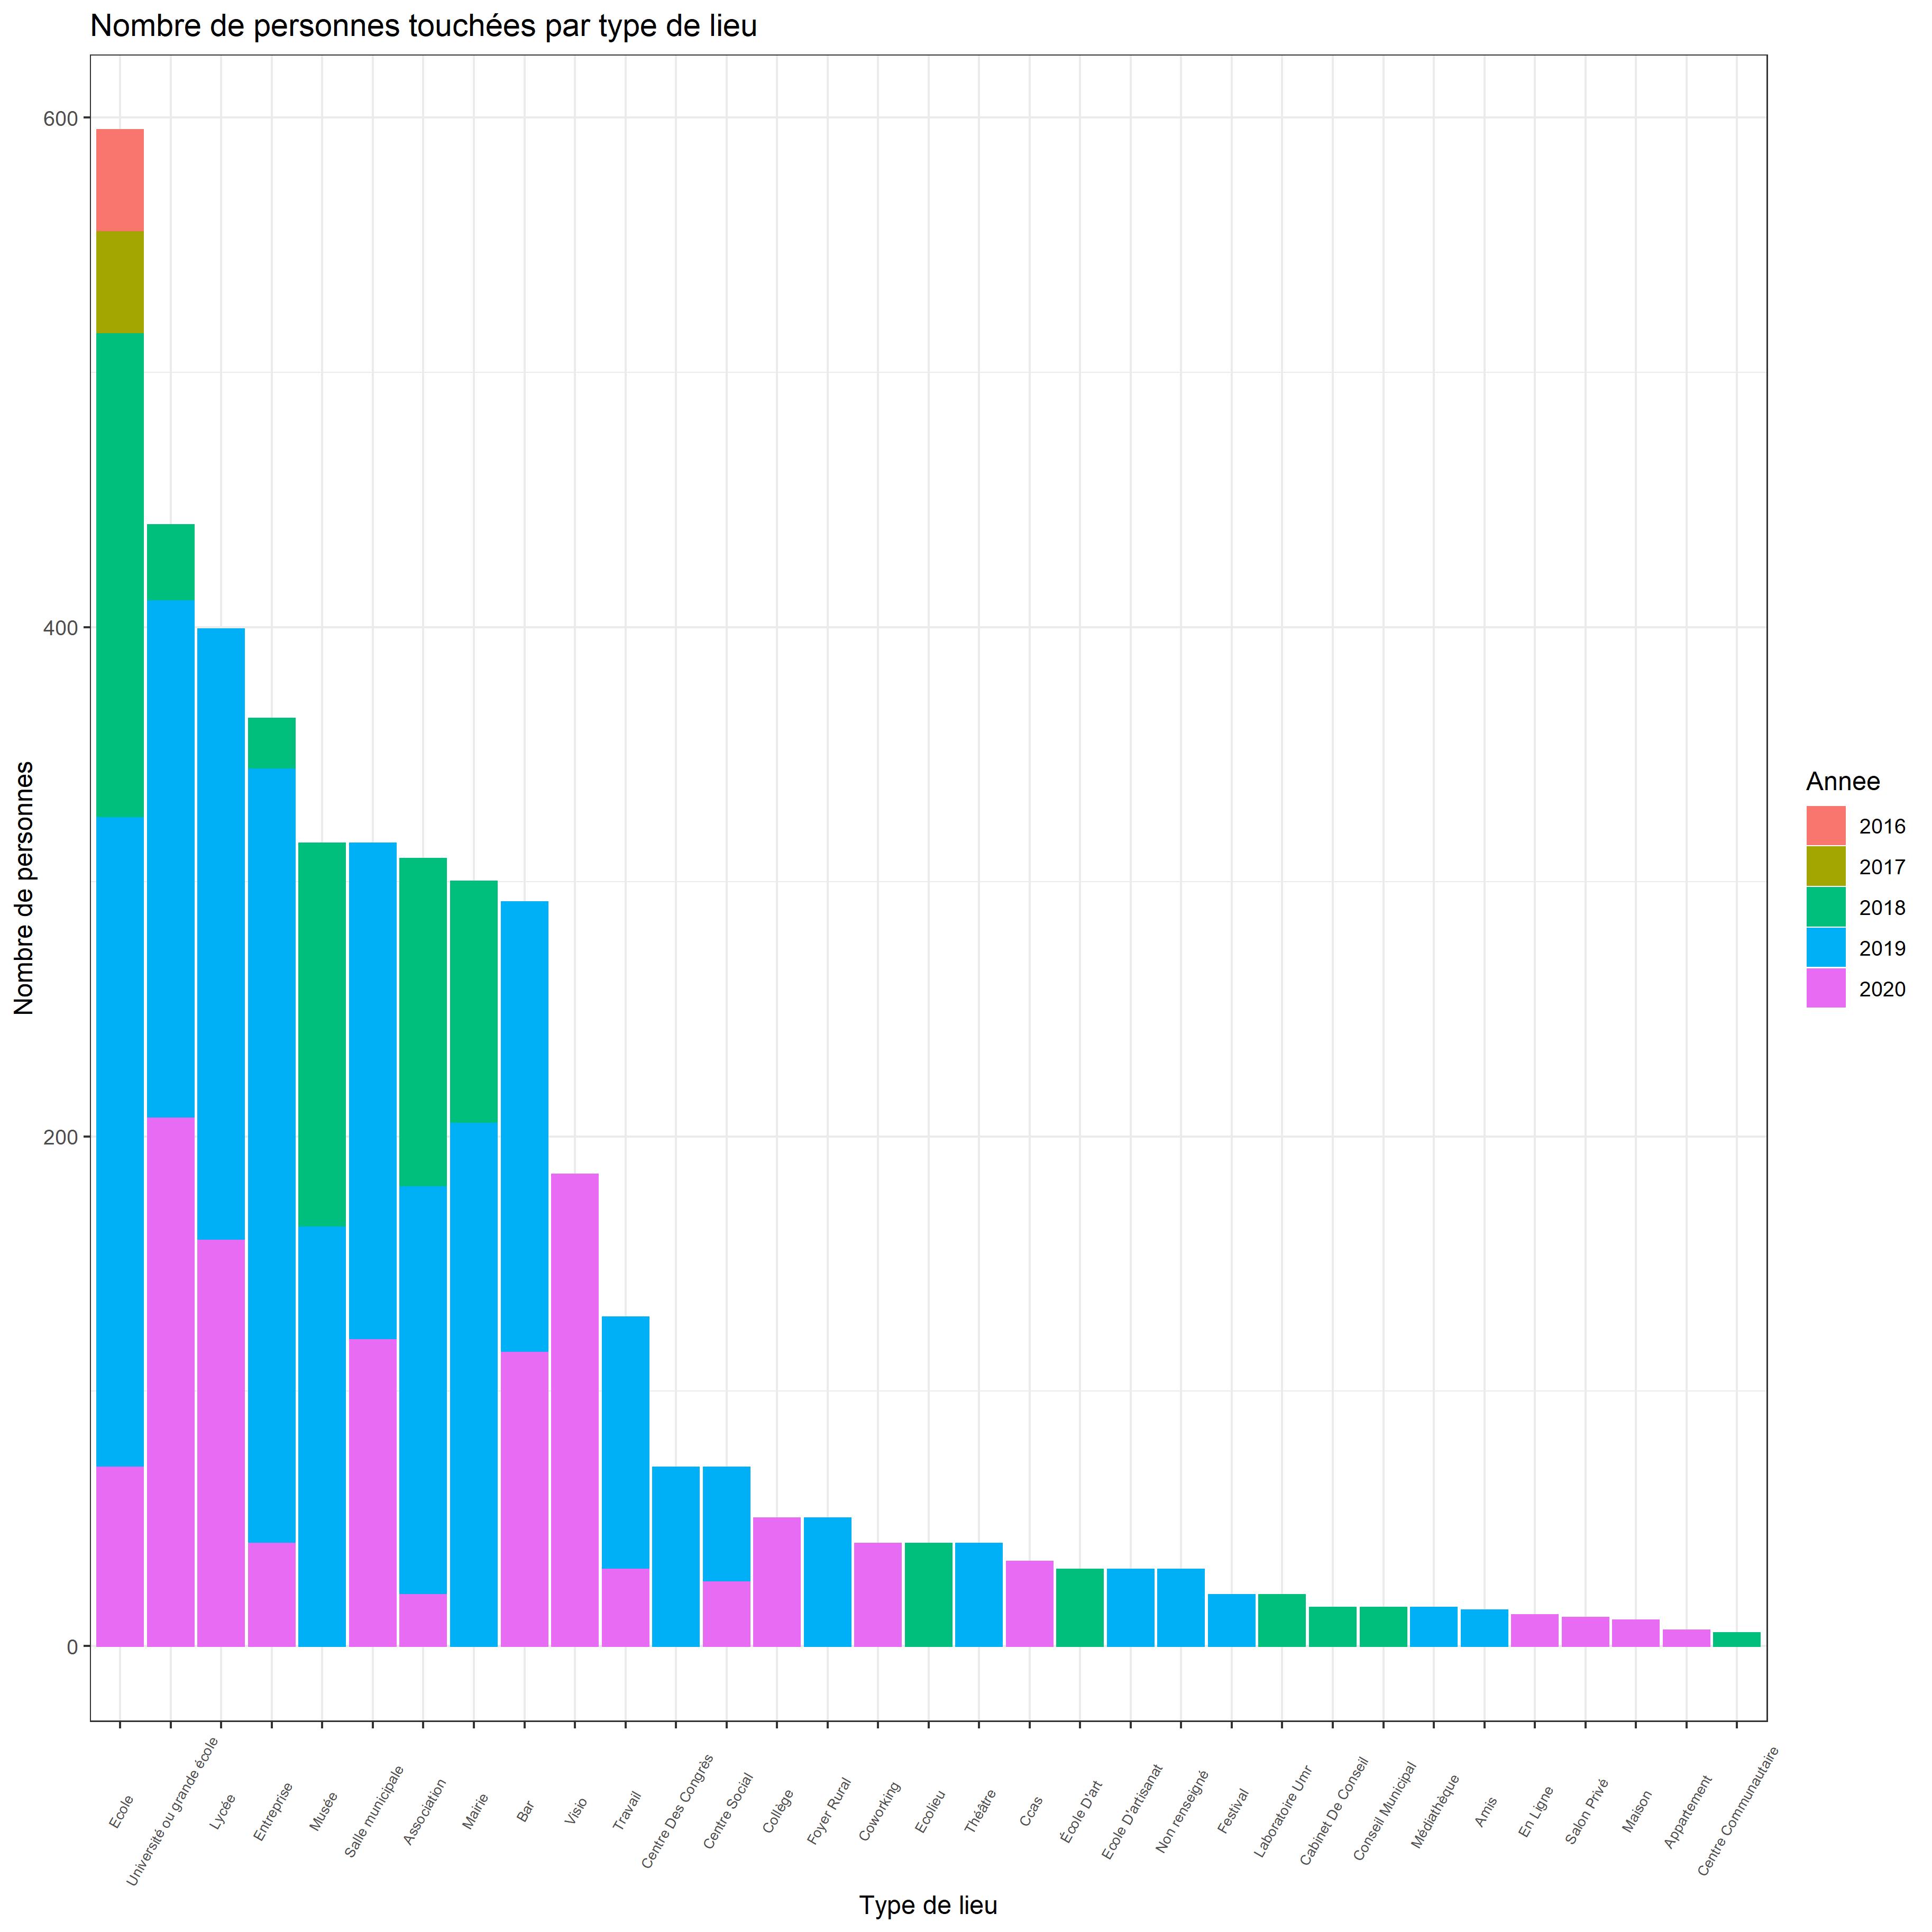 Nombre de personnes touchées par type de lieu
Nombre de personnes
600
400
200
0
Ecole
Université ou grande école
Lycée
Entreprise
Musée
Salle municipale
Association
Mairie
Bar
Visio
Travail
Centre Des Congrès
Centre Social
Collège
Foyer Rural
Coworking
Ecolieu
Théâtre
Ccas
École D'art
Ecole D'artisanat
Non renseigné
Festival
Laboratoire Umr
Cabinet De Conseil
Conseil Municipal
Médiathèque
Amis
En Ligne
Salon Privé
Maison
Appartement
Centre Communautaire
Type de lieu
Annee
2016
2017
2018
2019
2020